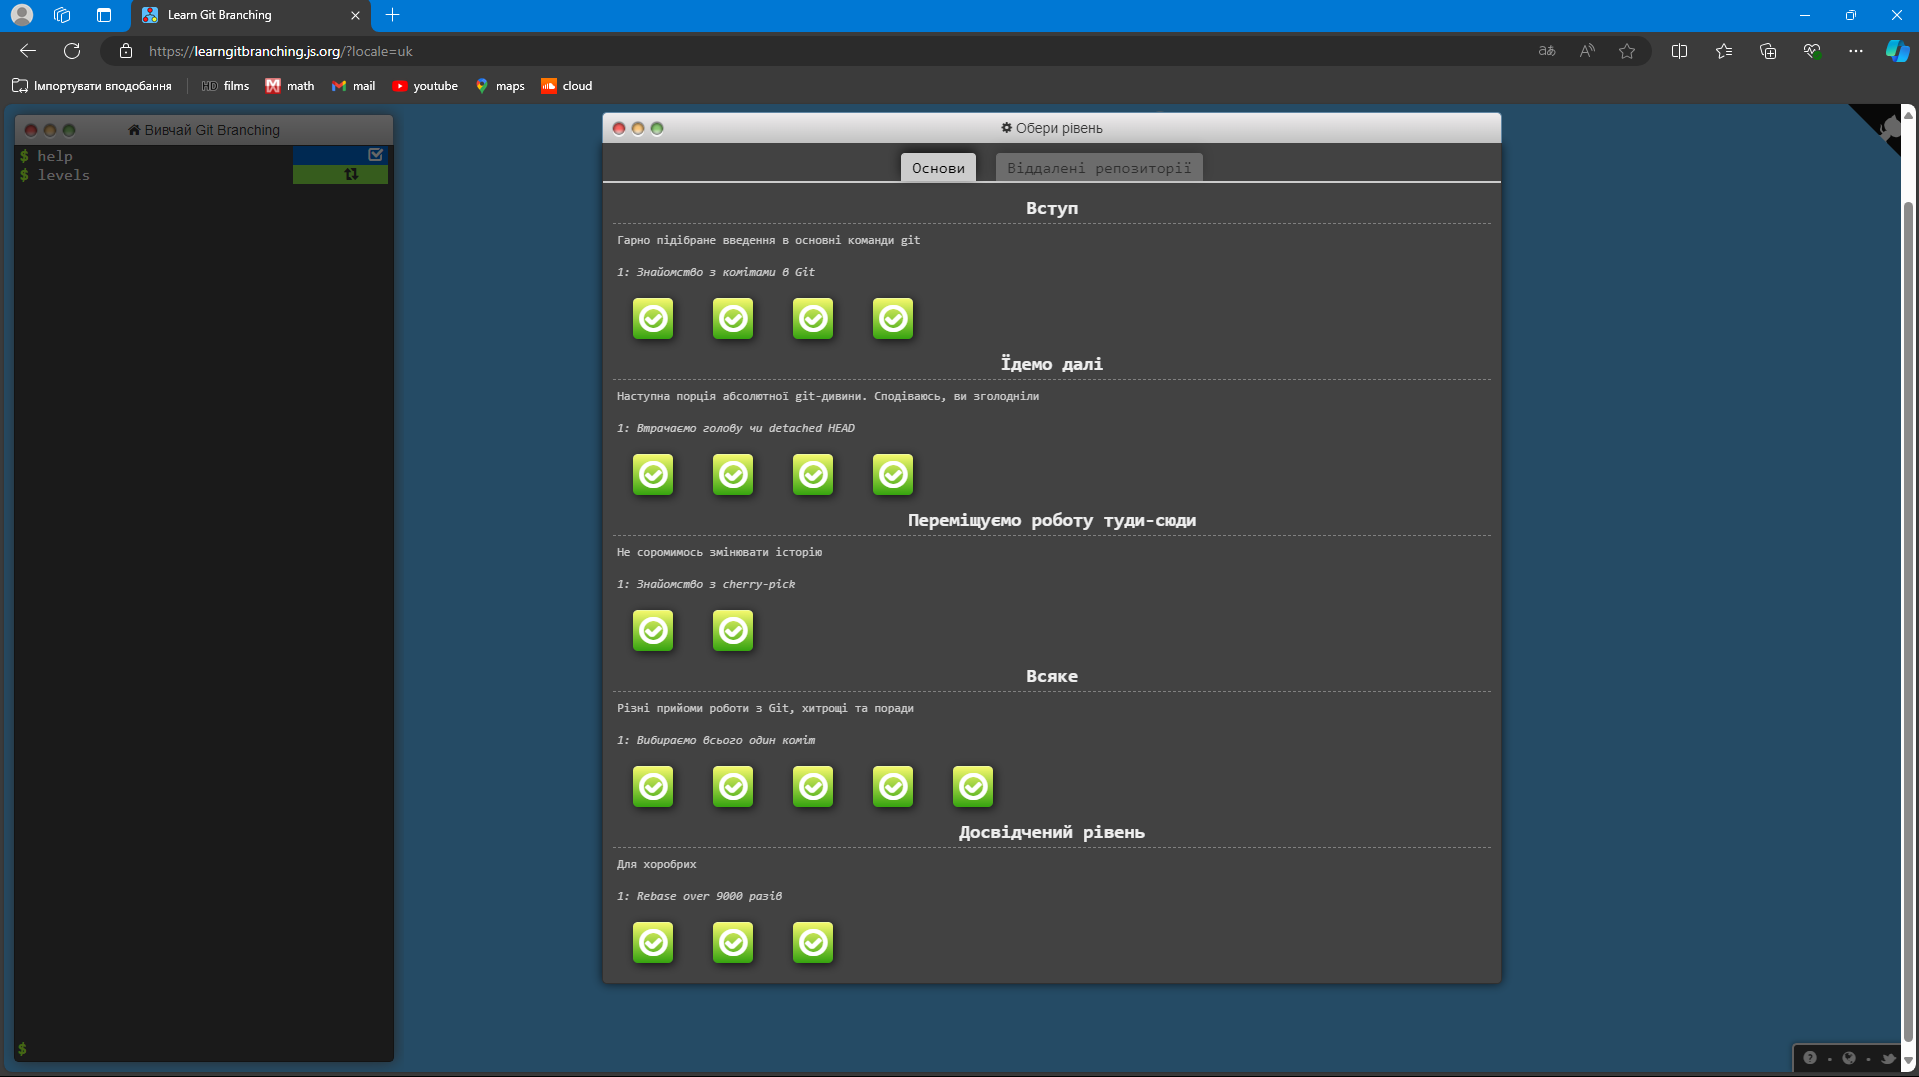 Learn Git Branching
https://learngitbranching.js.org/?locale=uk
Імпортувати вподобання
HD films
math
mail
youtube
maps
cloud
Вивчай Git Branching
$ help
$ levels
$
Обери рівень
Основи
Віддалені репозиторії
Вступ
Гарно підібране введення в основні команди git
1: Знайомство з комітами в Git
Їдемо далі
Наступна порція абсолютної git-дивини. Сподіваюсь, ви зголодніли
1: Втрачаємо голову чи detached HEAD
Переміщуємо роботу туди-сюди
Не соромимось змінювати історію
1: Знайомство з cherry-pick
Всяке
Різні прийоми роботи з Git, хитрощі та поради
1: Вибираємо всього один коміт
Досвідчений рівень
Для хоробрих
1: Rebase over 9000 разів